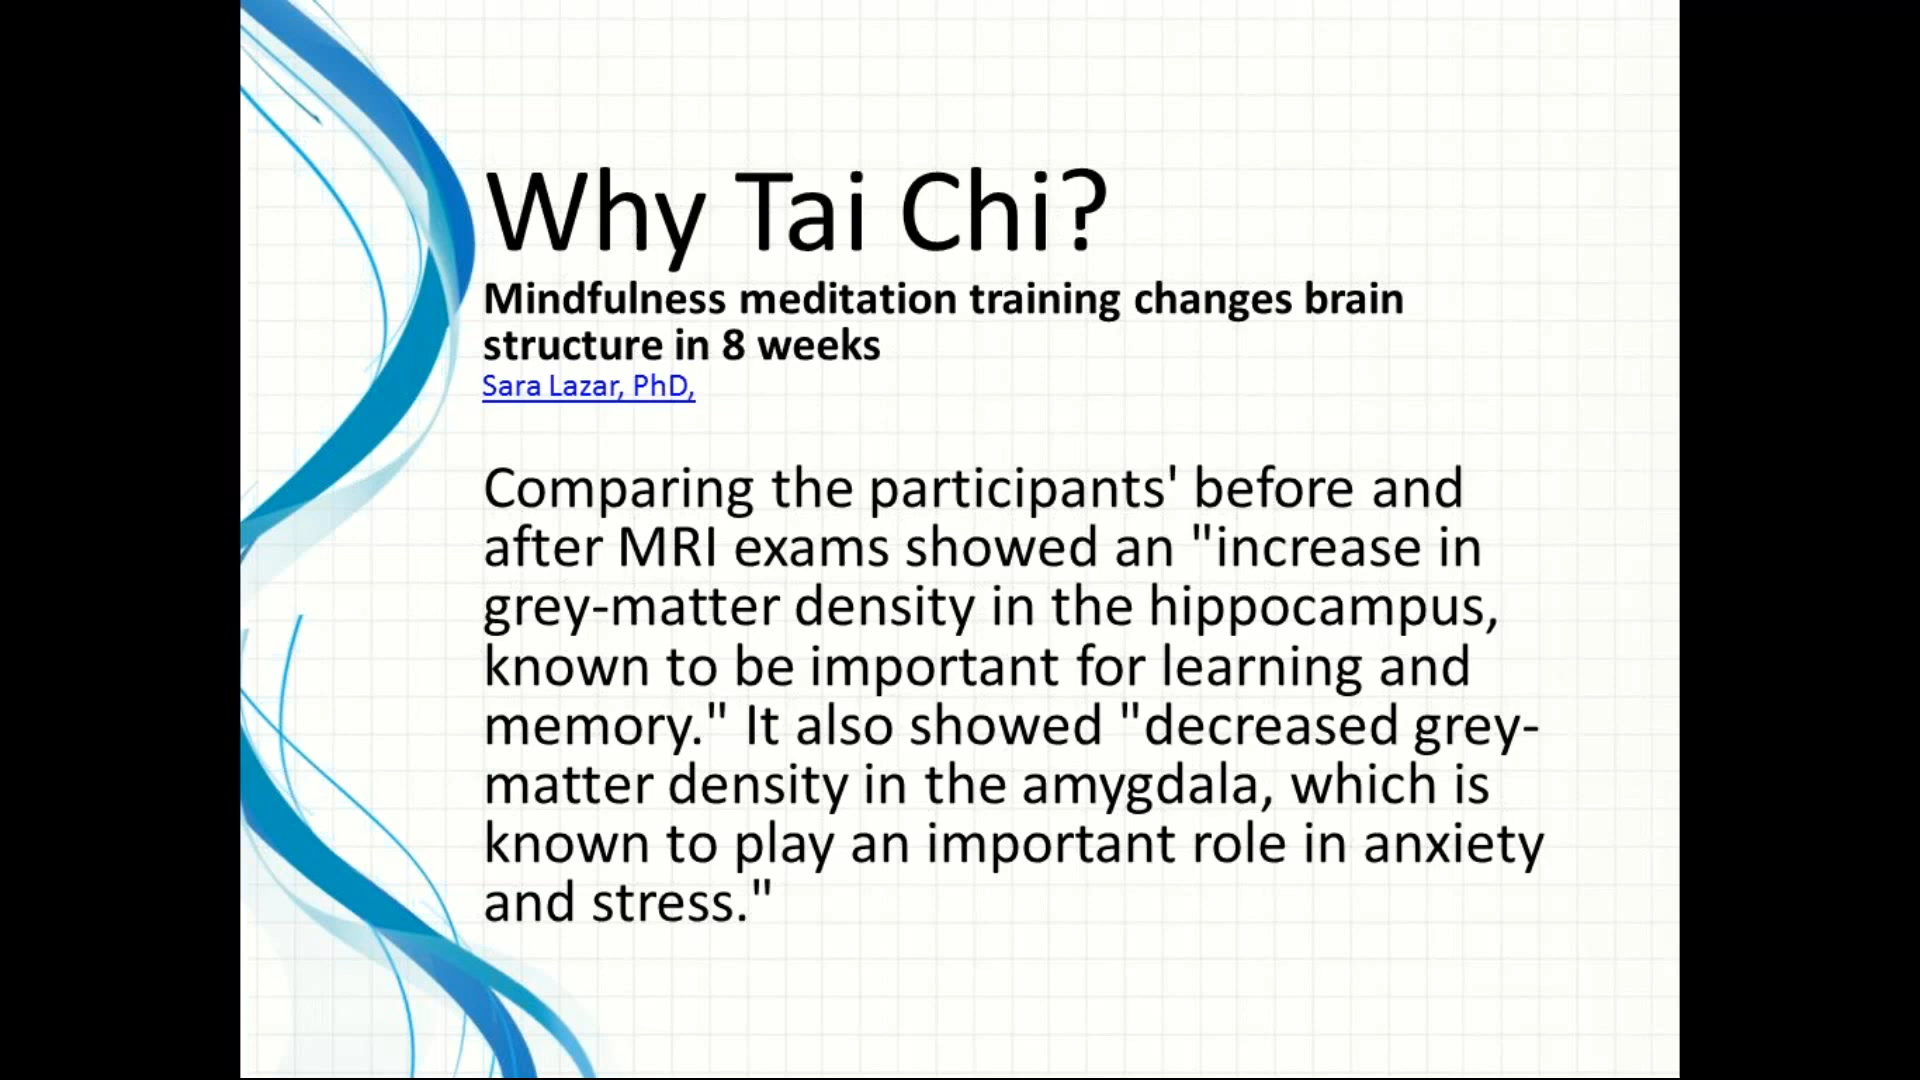 Why Tai Chi?
Mindfulness meditation training changes brain
structure in 8 weeks
Sara Lazar, PhD,
Comparing the participants' before and
after MRI exams showed an "increase in
grey-matter density in the hippocampus,
known to be important for learning and
memory." It also showed "decreased grey-
matter density in the amygdala, which is
known to play an important role in anxiety
and stress."